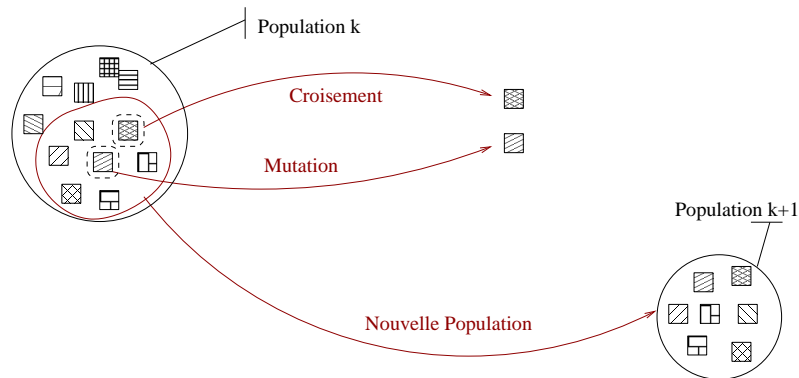 Population k
Croisement
Mutation
Population k+1
Nouvelle Population